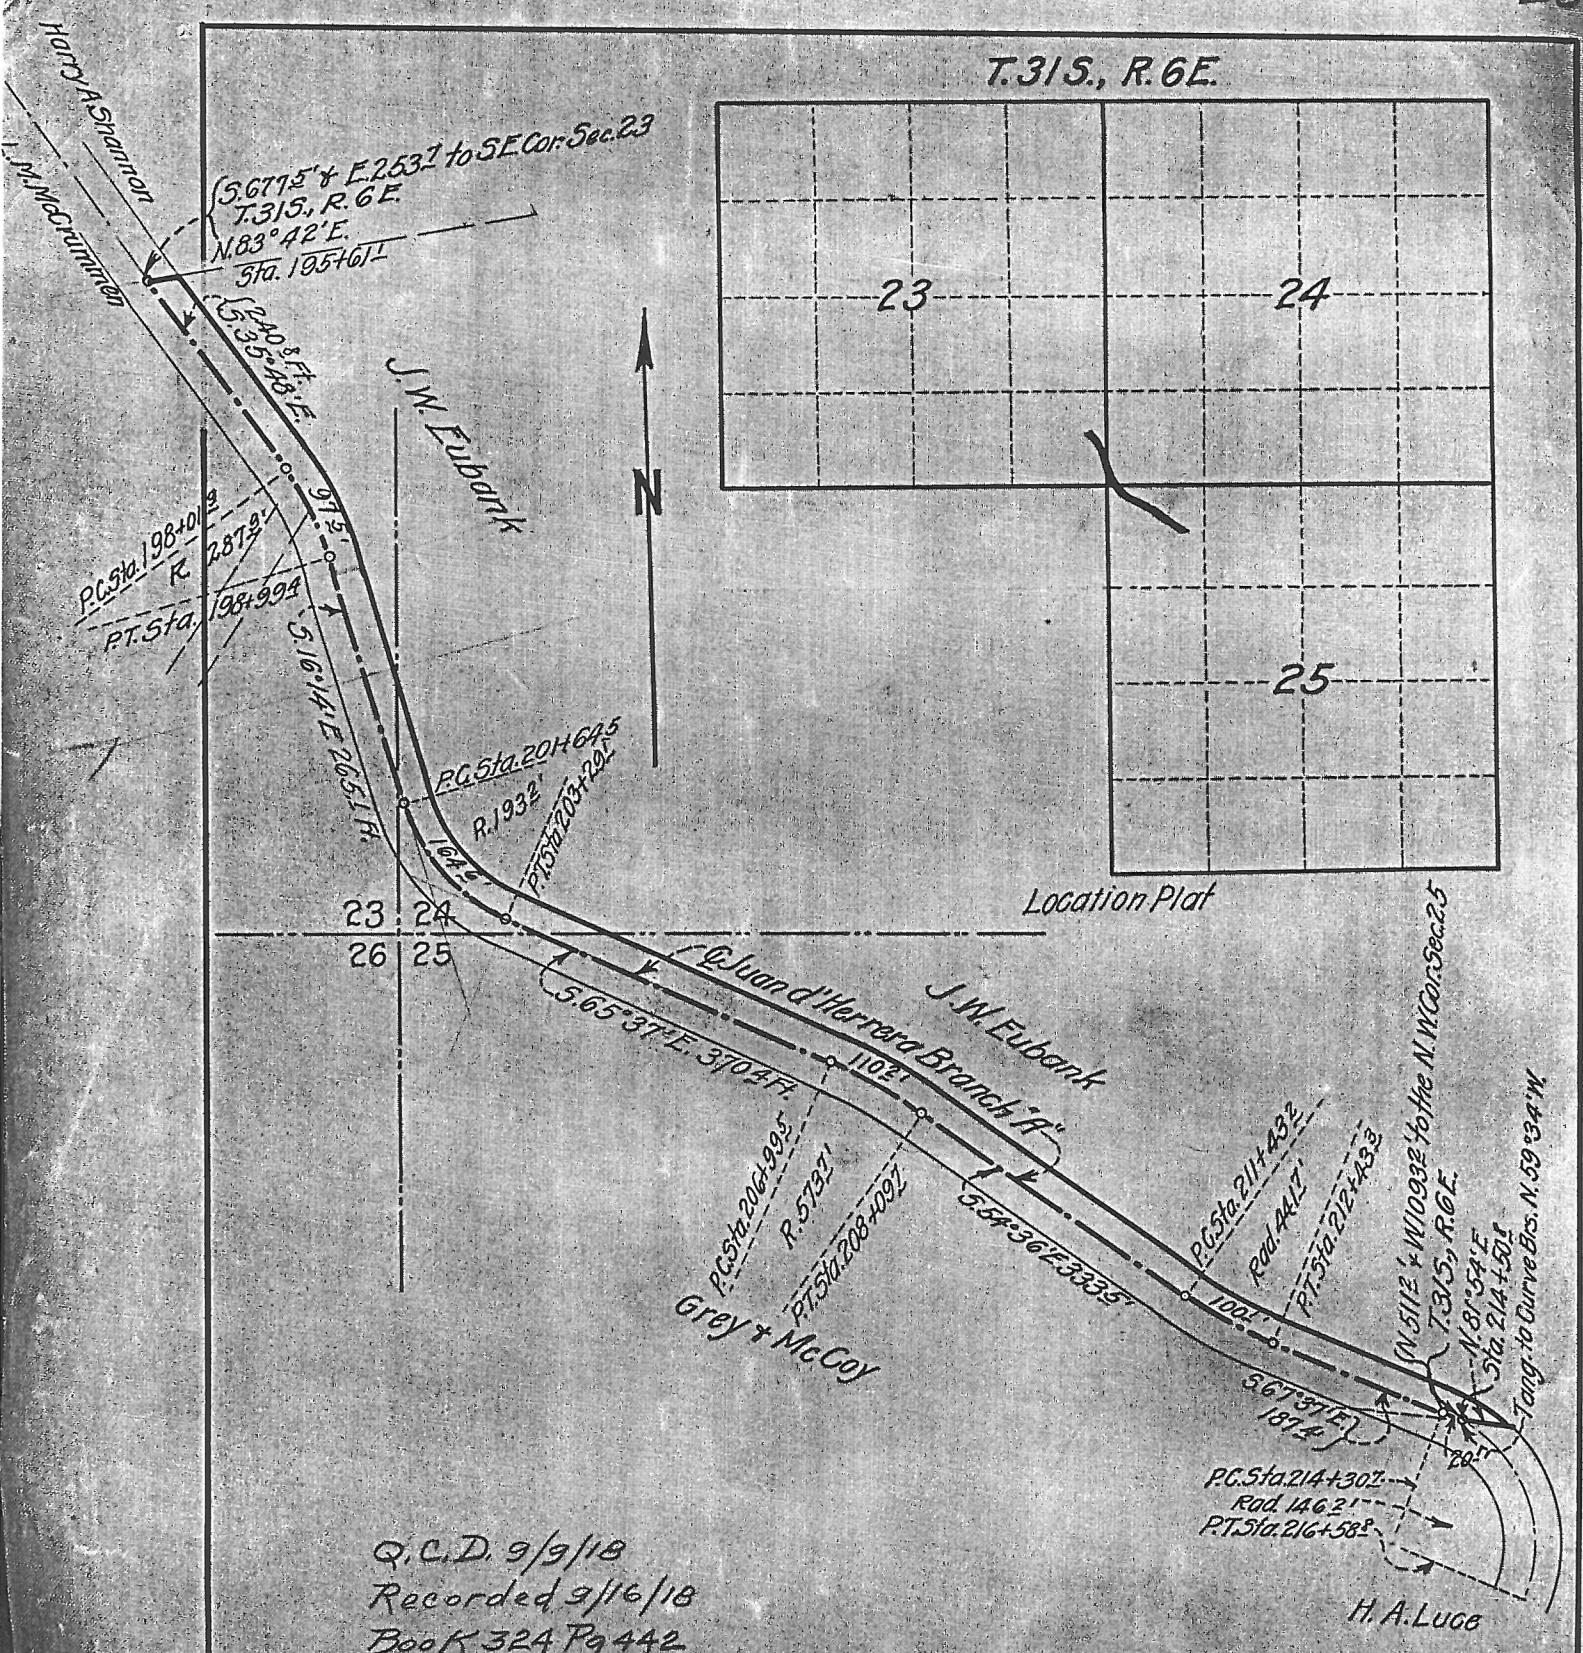 T.31S., R.6E.
Harry A Shannon
L.M. McCrummen
S.677.5' & E.253.7 to SE Cor. Sec. 23
T.31S., R.6E.
N.83°42'E.
Sta. 195+61.1
240.8 Ft.
S.35°48'E.
J.W. Eubank
N
23
24
25
Location Plat
97.5'
P.C. Sta. 198+01.9
R 287.9'
P.T. Sta. 198+99.4
S.16°14'E 265.1 Ft.
P.C. Sta. 201+64.5
R.193.2'
P.T. Sta. 203+29.1
164.6'
23 24
26 25
℄ Juan d'Herrera Branch "A"
S.65°37'E. 370.4 Ft.
J.W. Eubank
110.2'
P.C. Sta. 206+99.5
R.573.7'
P.T. Sta. 208+09.7
Grey & McCoy
S.54°36'E. 333.5'
P.C. Sta. 211+43.2
Rad. 441.7'
P.T. Sta. 212+43.3
100.1'
N.511.2' & W1093.2' to the N.W. Cor. Sec. 25
T.31S., R.6E.
N.81°54'E
Sta. 214+50.8
Tang. to Curve Brs. N.59°34'W.
S.67°37'E.
187.4'
20.1'
P.C. Sta. 214+30.7
Rad. 146.2'
P.T. Sta. 216+58.8
H.A. Luce
Q.C.D. 9/9/18
Recorded 9/16/18
Book 324 Pg 442